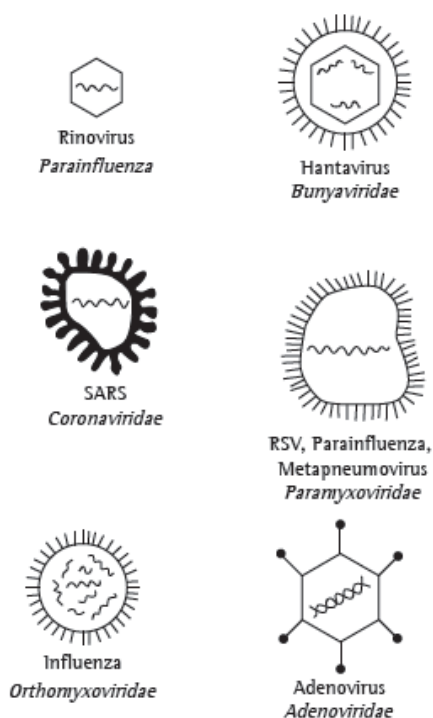 Rinovirus
Parainfluenza
Hantavirus
Bunyaviridae
SARS
Coronaviridae
RSV, Parainfluenza,
Metapneumovirus
Paramyxoviridae
Influenza
Orthomyxoviridae
Adenovirus
Adenoviridae